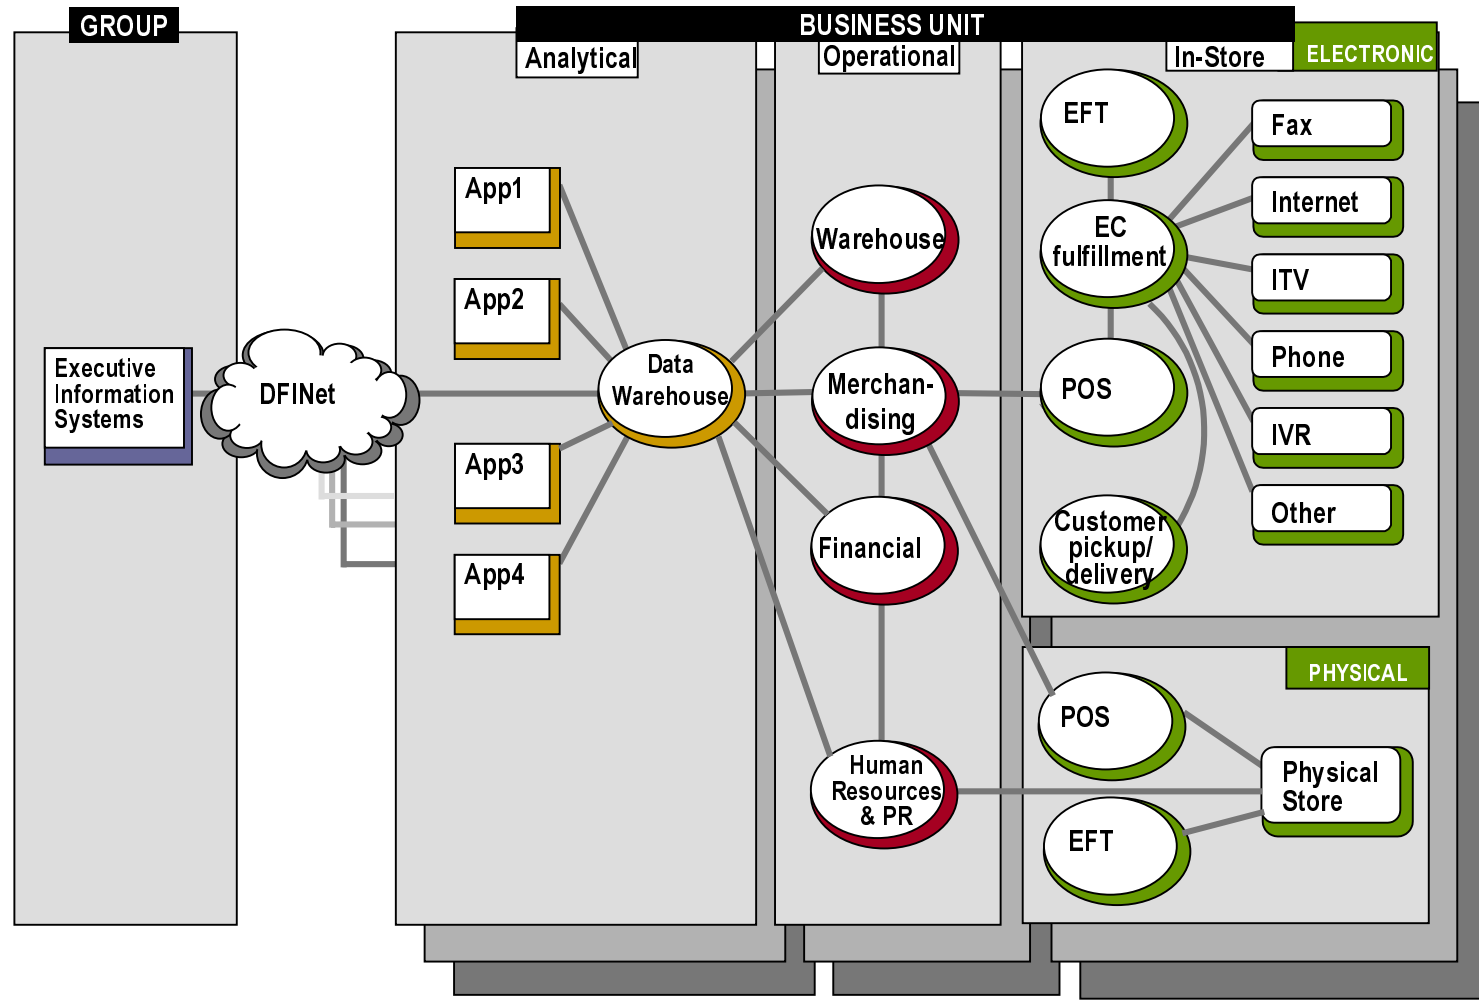 GROUP
BUSINESS UNIT
Analytical
Operational
In-Store
ELECTRONIC
Executive
Information
Systems
DFINet
App1
App2
App3
App4
Data
Warehouse
Warehouse
Merchan-
dising
Financial
Human
Resources
& PR
EFT
EC
fulfillment
POS
Customer
pickup/
delivery
Fax
Internet
ITV
Phone
IVR
Other
PHYSICAL
POS
EFT
Physical
Store